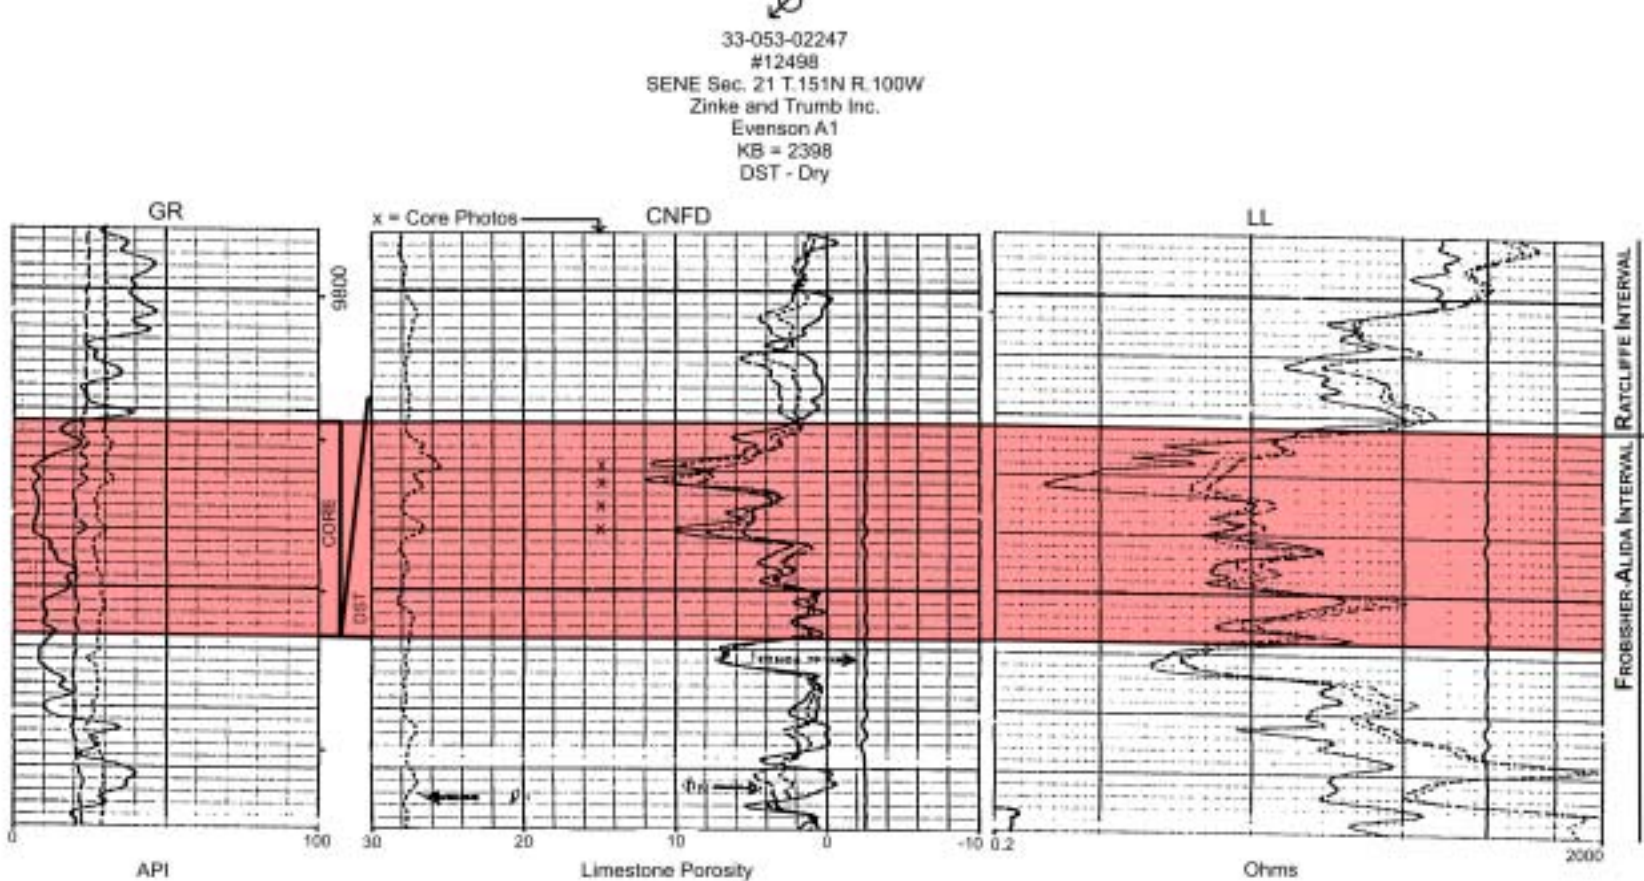 33-053-02247
#12498
SENE Sec. 21 T.151N R.100W
Zinke and Trumb Inc.
Evenson A1
KB = 2398
DST - Dry
GR
x = Core Photos
CNFD
LL
9800
CORE
DST
x
x
x
x
RATCLIFFE INTERVAL
FROBISHER-ALIDA INTERVAL
0
100
30
20
10
0
-10
0.2
2000
API
Limestone Porosity
Ohms